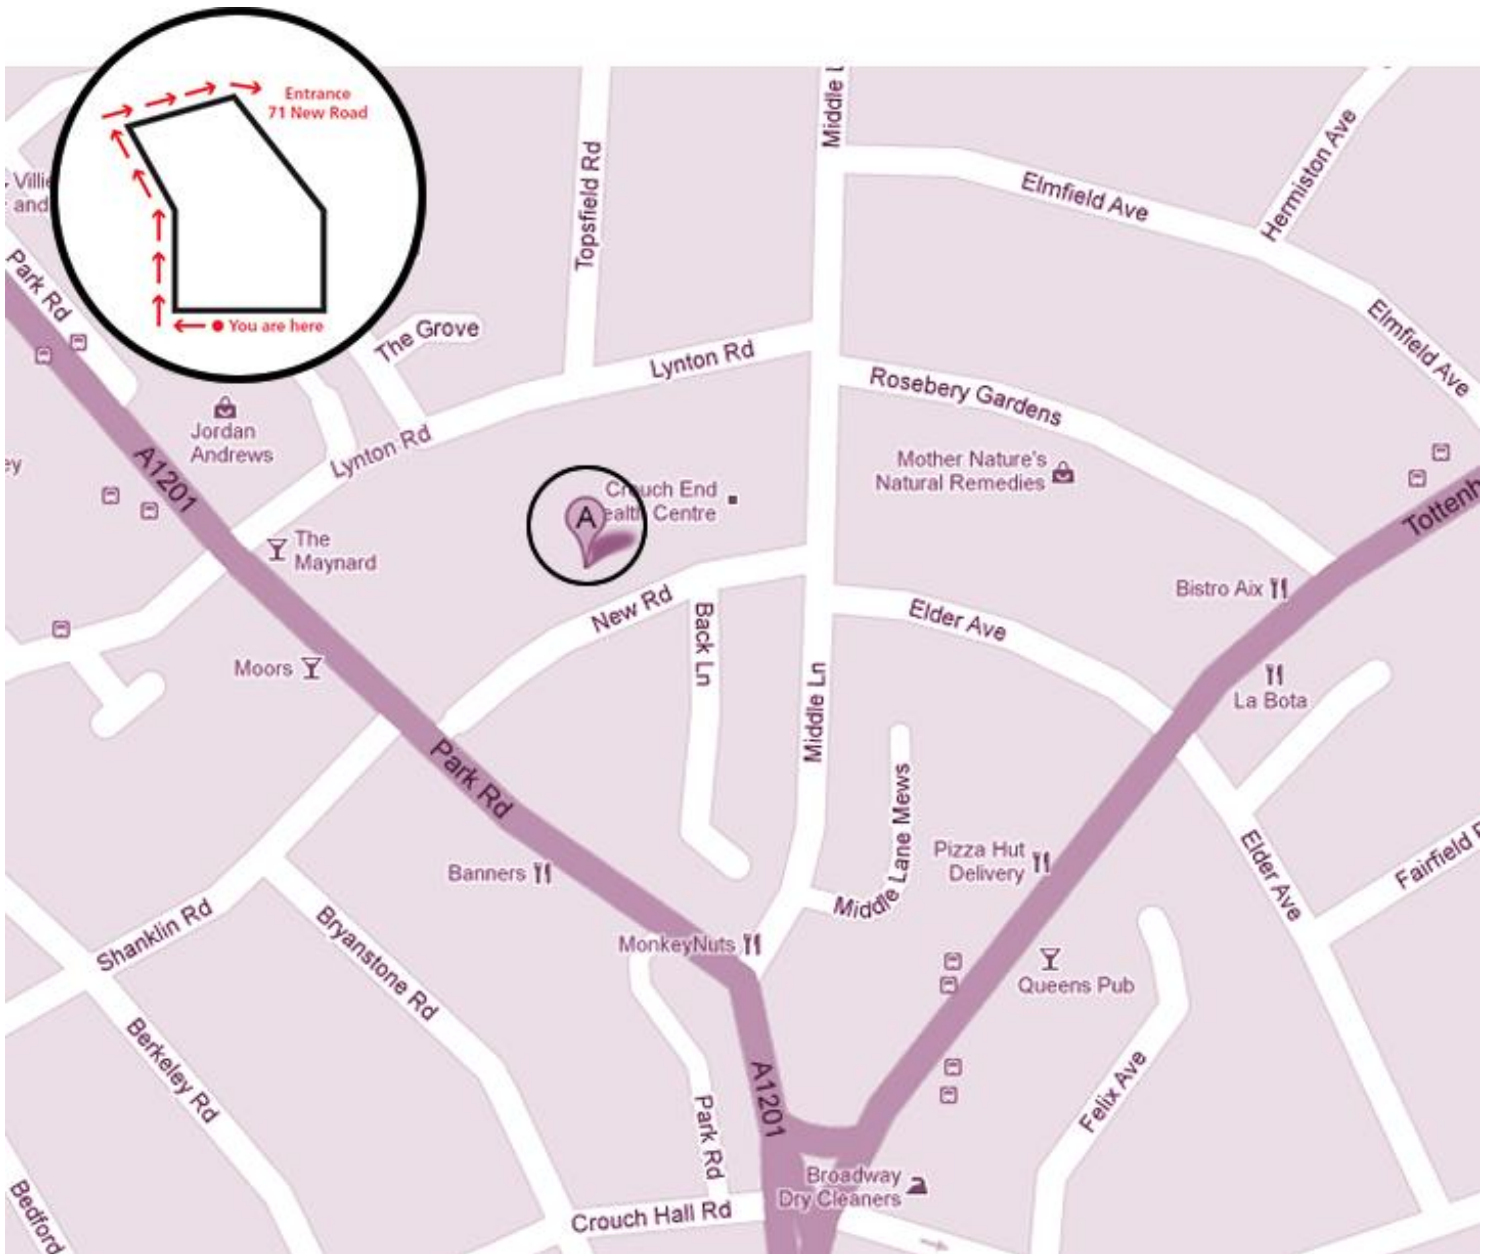 Entrance
71 New Road
You are here
Middle L
Topsfield Rd
Hermiston Ave
Elmfield Ave
Villie
and
Park Rd
The Grove
Lynton Rd
Elmfield Ave
Rosebery Gardens
Jordan
Andrews
Lynton Rd
ey
A1201
Mother Nature's
Natural Remedies
Crouch End
ealth Centre
A
Tottenh
The
Maynard
Bistro Aix
New Rd
Back Ln
Elder Ave
Moors
Middle Ln
La Bota
Park Rd
Middle Lane Mews
Pizza Hut
Delivery
Elder Ave
Fairfield
Banners
Middle
Shanklin Rd
Bryanstone Rd
MonkeyNuts
Queens Pub
Berkeley Rd
A1201
Felix Ave
Park Rd
Broadway
Dry Cleaners
Bedford
Crouch Hall Rd